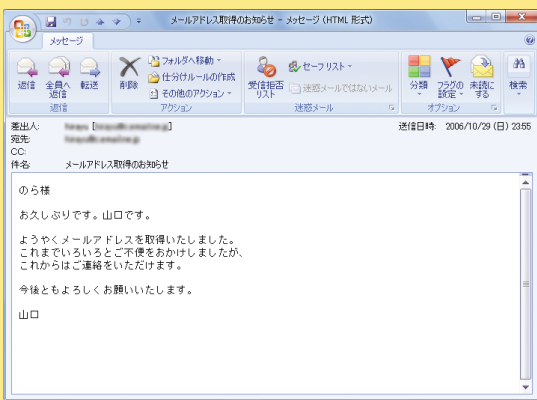 メールアドレス取得のお知らせ - メッセージ (HTML 形式)
メッセージ
返信
全員へ
返信
転送
返信
削除
フォルダへ移動
仕分けルールの作成
その他のアクション
アクション
受信拒否
リスト
セーフ リスト
迷惑メールではないメール
迷惑メール
分類
フラグの
設定
未読に
する
オプション
検索
差出人:
送信日時: 2006/10/29 (日) 23:55
宛先:
CC:
件名: メールアドレス取得のお知らせ
のら様
お久しぶりです。山口です。
ようやくメールアドレスを取得いたしました。
これまでいろいろとご不便をおかけしましたが、
これからはご連絡をいただけます。
今後ともよろしくお願いいたします。
山口